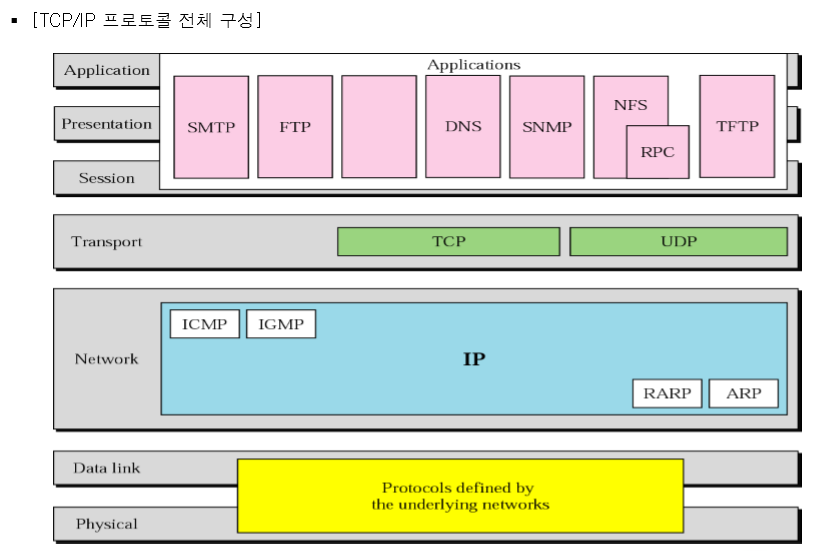 ▪ [TCP/IP 프로토콜 전체 구성]
Applications
Application
SMTP
FTP
DNS
SNMP
NFS
RPC
TFTP
Presentation
Session
Transport
TCP
UDP
Network
ICMP
IGMP
IP
RARP
ARP
Data link
Protocols defined by
the underlying networks
Physical